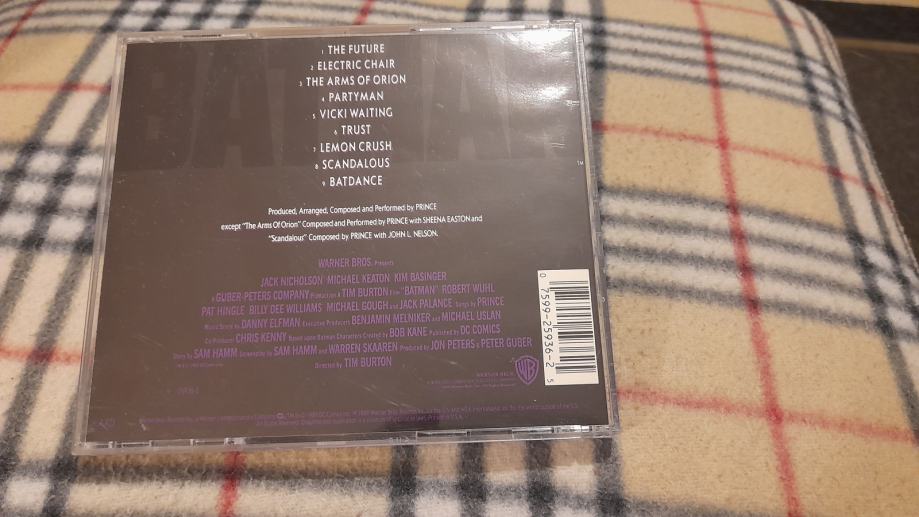 BATMAN
1 THE FUTURE
2 ELECTRIC CHAIR
3 THE ARMS OF ORION
4 PARTYMAN
5 VICKI WAITING
6 TRUST
7 LEMON CRUSH
8 SCANDALOUS
9 BATDANCE
TM
Produced, Arranged, Composed and Performed by PRINCE
except "The Arms Of Orion" Composed and Performed by PRINCE with SHEENA EASTON and
"Scandalous" Composed by PRINCE with JOHN L. NELSON.
WARNER BROS. Presents
JACK NICHOLSON MICHAEL KEATON KIM BASINGER
A GUBER-PETERS COMPANY Production A TIM BURTON Film "BATMAN" ROBERT WUHL
PAT HINGLE BILLY DEE WILLIAMS MICHAEL GOUGH and JACK PALANCE Songs by PRINCE
Music Score by DANNY ELFMAN Executive Producers BENJAMIN MELNIKER and MICHAEL USLAN
Co-Producer CHRIS KENNY Based upon Batman Characters Created by BOB KANE Published by DC COMICS
Story by SAM HAMM Screenplay by SAM HAMM and WARREN SKAAREN Produced by JON PETERS & PETER GUBER
Directed by TIM BURTON
WB
0 7599-25936-2 5